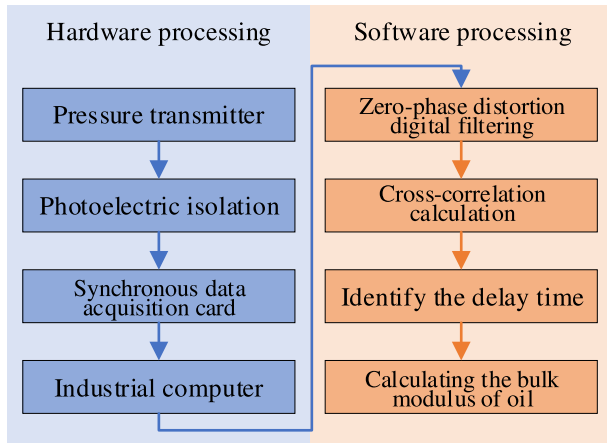 Hardware processing
Pressure transmitter
Photoelectric isolation
Synchronous data
acquisition card
Industrial computer
Software processing
Zero-phase distortion
digital filtering
Cross-correlation
calculation
Identify the delay time
Calculating the bulk
modulus of oil